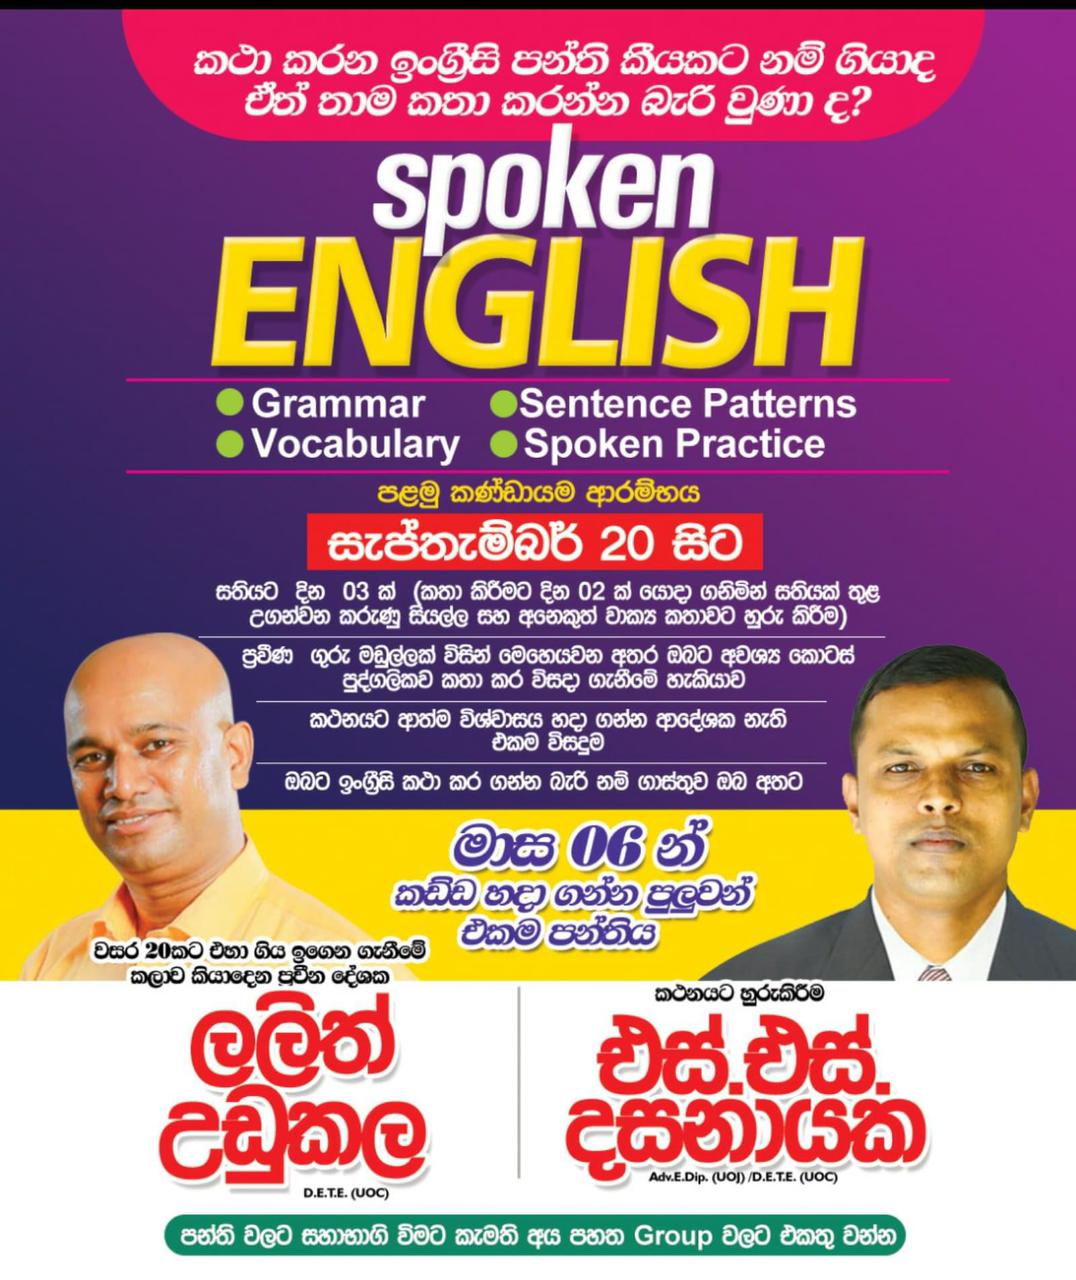 කථා කරන ඉංග්‍රීසි පන්ති කීයකට නම් ගියාද
ඒත් තාම කතා කරන්න බැරි වුණා ද?
spoken
ENGLISH
Grammar
Sentence Patterns
Vocabulary
Spoken Practice
පළමු කණ්ඩායම ආරම්භය
සැප්තැම්බර් 20 සිට
සතියට දින 03 ක් (කතා කිරීමට දින 02 ක් යොදා ගනිමින් සතියක් තුළ
උගන්වන කරුණු සියල්ල සහ අනෙකුත් වාක්‍ය කතාවට හුරු කිරීම)
ප්‍රවීණ ගුරු මඩුල්ලක් විසින් මෙහෙයවන අතර ඔබට අවශ්‍ය කොටස්
පුද්ගලිකව කතා කර විසදා ගැනීමේ හැකියාව
කථනයට ආත්ම විශ්වාසය හදා ගන්න ආදේශක නැති
එකම විසදුම
ඔබට ඉංග්‍රීසි කථා කර ගන්න බැරි නම් ගාස්තුව ඔබ අතට
මාස 06 න්
කඩ්ඩ හදා ගන්න පුලුවන්
එකම පන්තිය
වසර 20කට එහා ගිය ඉගෙන ගැනීමේ
කලාව කියාදෙන ප්‍රවීන දේශක
ලලිත්
උඩුකල
D.E.T.E. (UOC)
කථනයට හුරුකිරීම
එස්.එස්.
දසනායක
Adv.E.Dip. (UOJ) /D.E.T.E. (UOC)
පන්ති වලට සහාභාගි වීමට කැමති අය පහත Group වලට එකතු වන්න